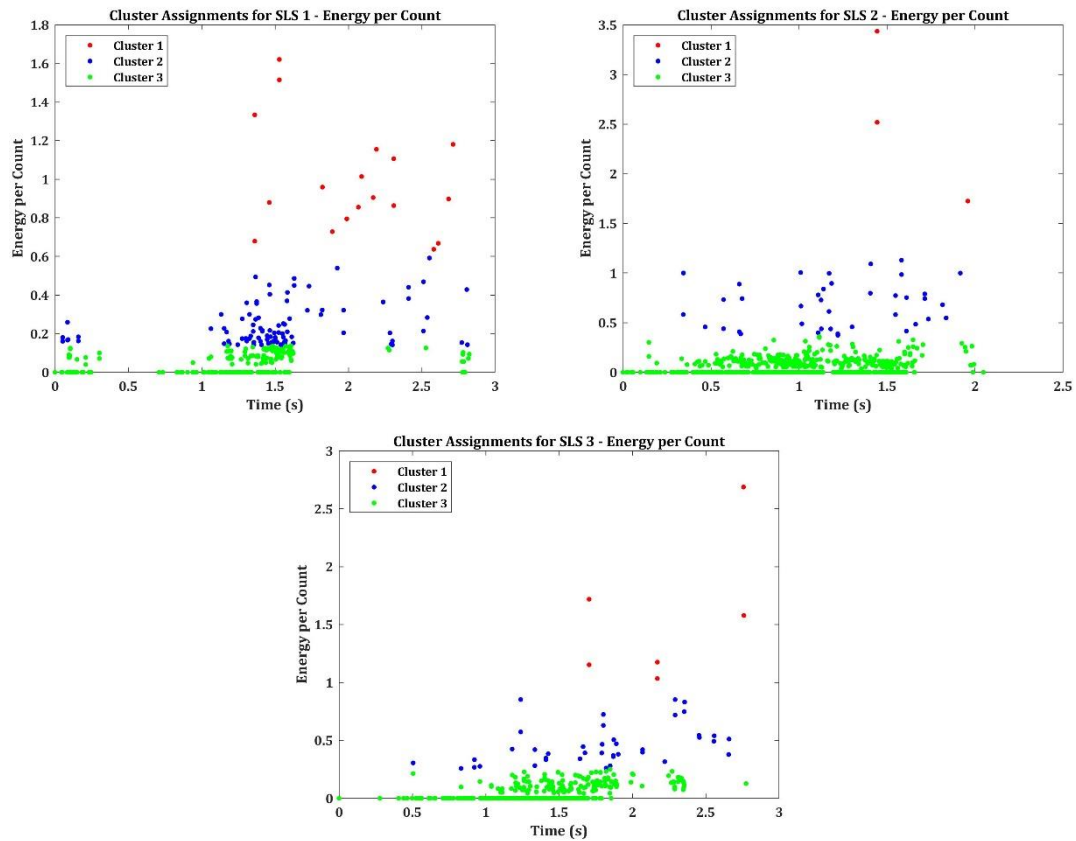 Cluster Assignments for SLS 1 - Energy per Count
1.8
1.6
1.4
1.2
1
0.8
0.6
0.4
0.2
0
Energy per Count
Cluster 1
Cluster 2
Cluster 3
0 0.5 1 1.5 2 2.5 3
Time (s)
Cluster Assignments for SLS 2 - Energy per Count
3.5
3
2.5
2
1.5
1
0.5
0
Energy per Count
Cluster 1
Cluster 2
Cluster 3
0 0.5 1 1.5 2 2.5
Time (s)
Cluster Assignments for SLS 3 - Energy per Count
3
2.5
2
1.5
1
0.5
0
Energy per Count
Cluster 1
Cluster 2
Cluster 3
0 0.5 1 1.5 2 2.5 3
Time (s)